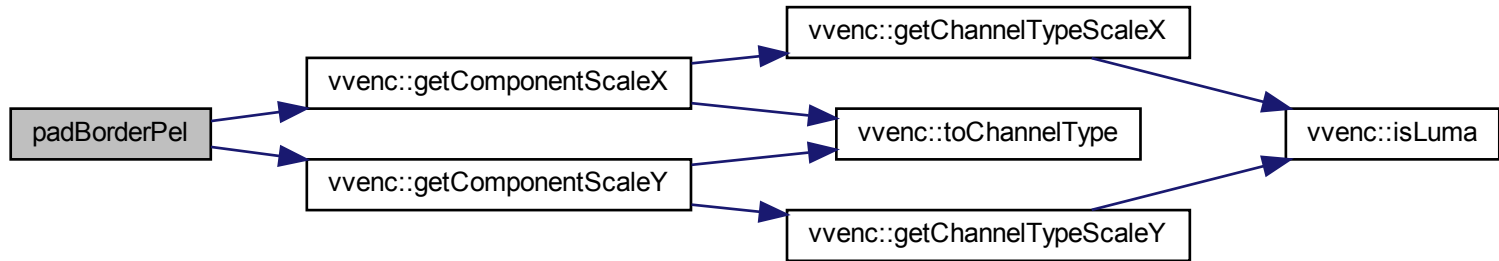 padBorderPel
vvenc::getComponentScaleX
vvenc::getComponentScaleY
vvenc::getChannelTypeScaleX
vvenc::toChannelType
vvenc::getChannelTypeScaleY
vvenc::isLuma